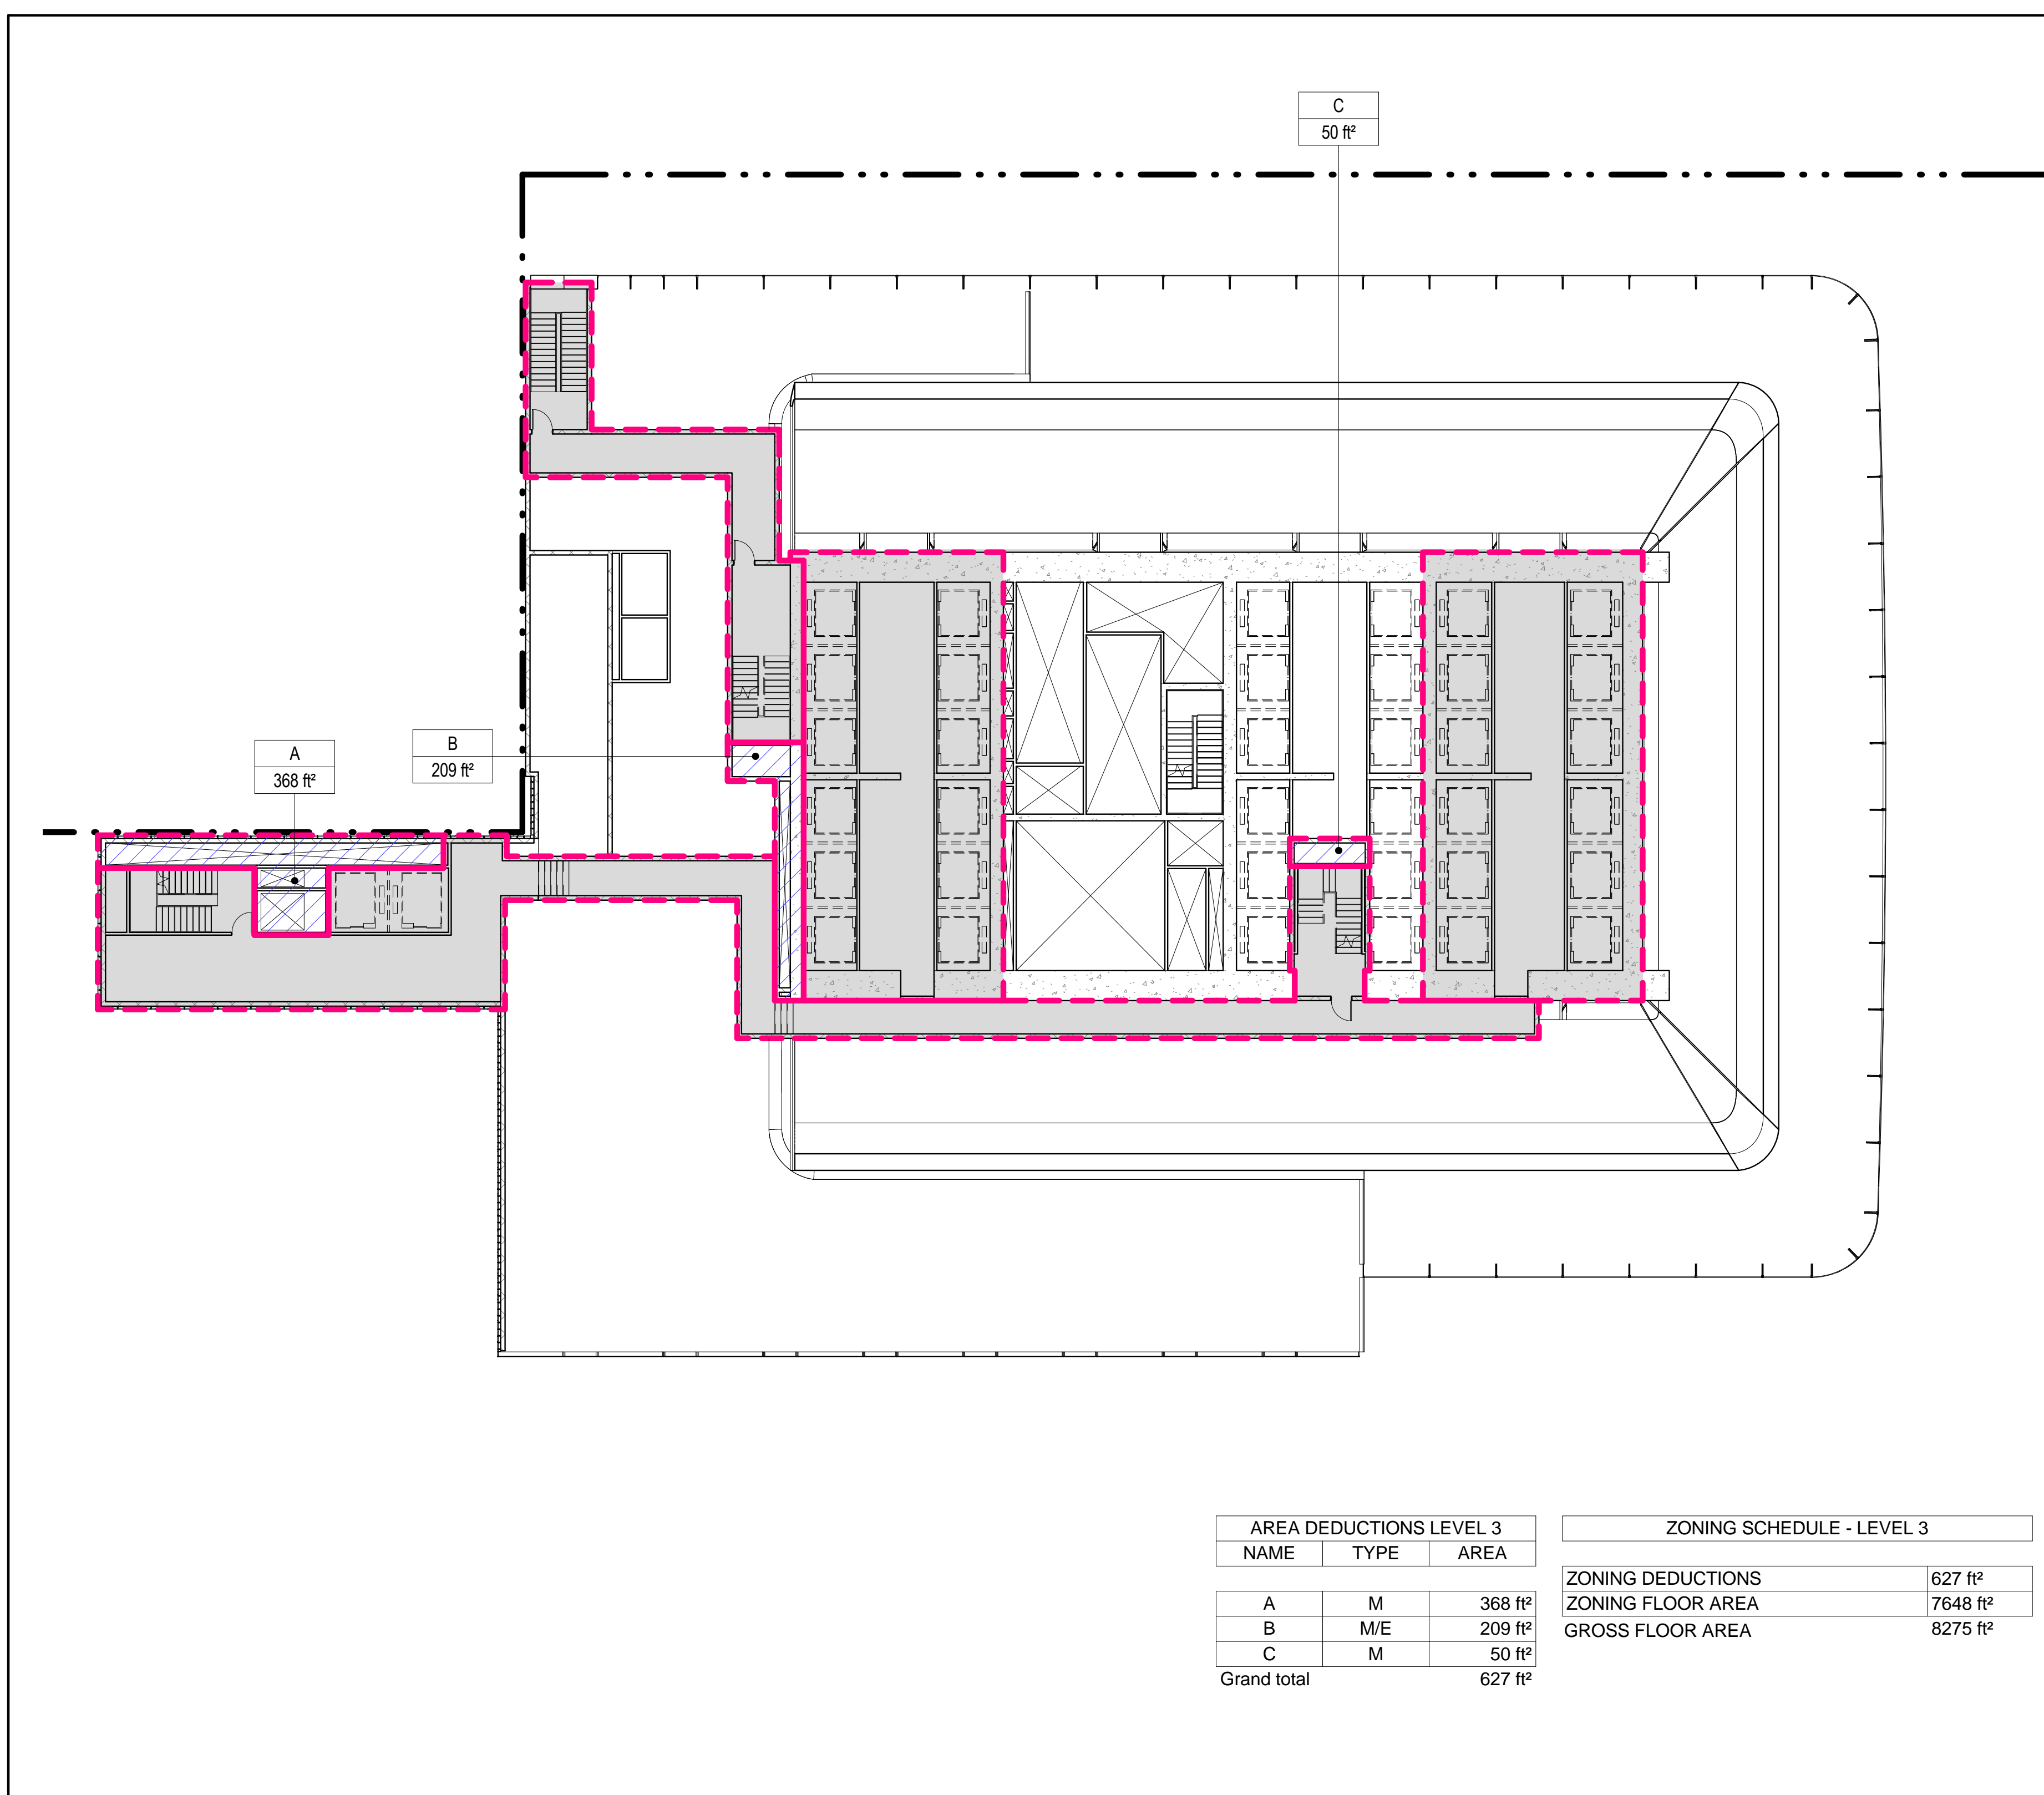 C
50 ft²
A
368 ft²
B
209 ft²
AREA DEDUCTIONS LEVEL 3
NAME TYPE AREA
A M 368 ft²
B M/E 209 ft²
C M 50 ft²
Grand total 627 ft²
ZONING SCHEDULE - LEVEL 3
ZONING DEDUCTIONS 627 ft²
ZONING FLOOR AREA 7648 ft²
GROSS FLOOR AREA 8275 ft²